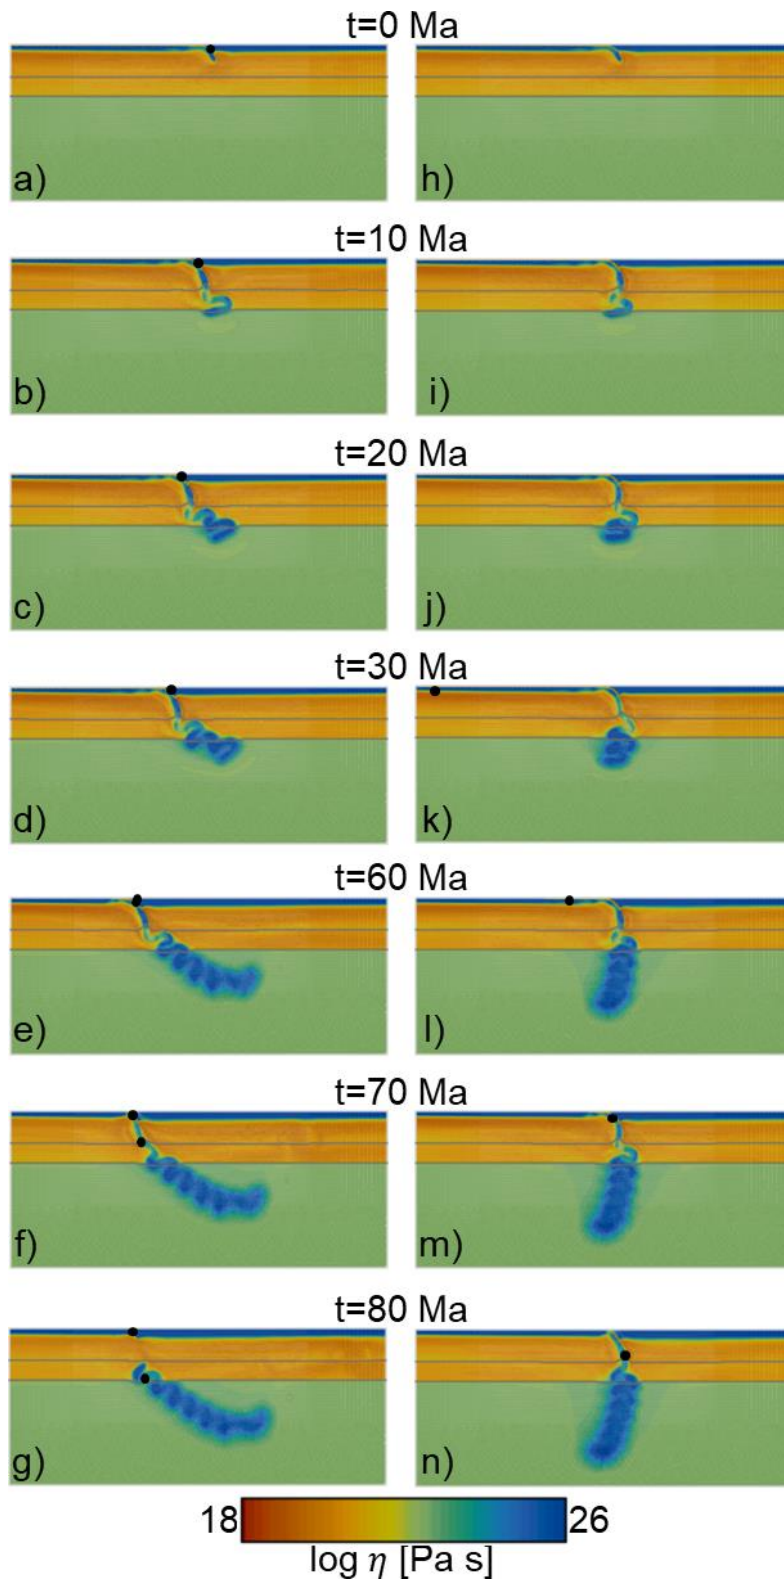 t=0 Ma
a)
h)
t=10 Ma
b)
i)
t=20 Ma
c)
j)
t=30 Ma
d)
k)
t=60 Ma
e)
l)
t=70 Ma
f)
m)
t=80 Ma
g)
n)
18
26
log η [Pa s]